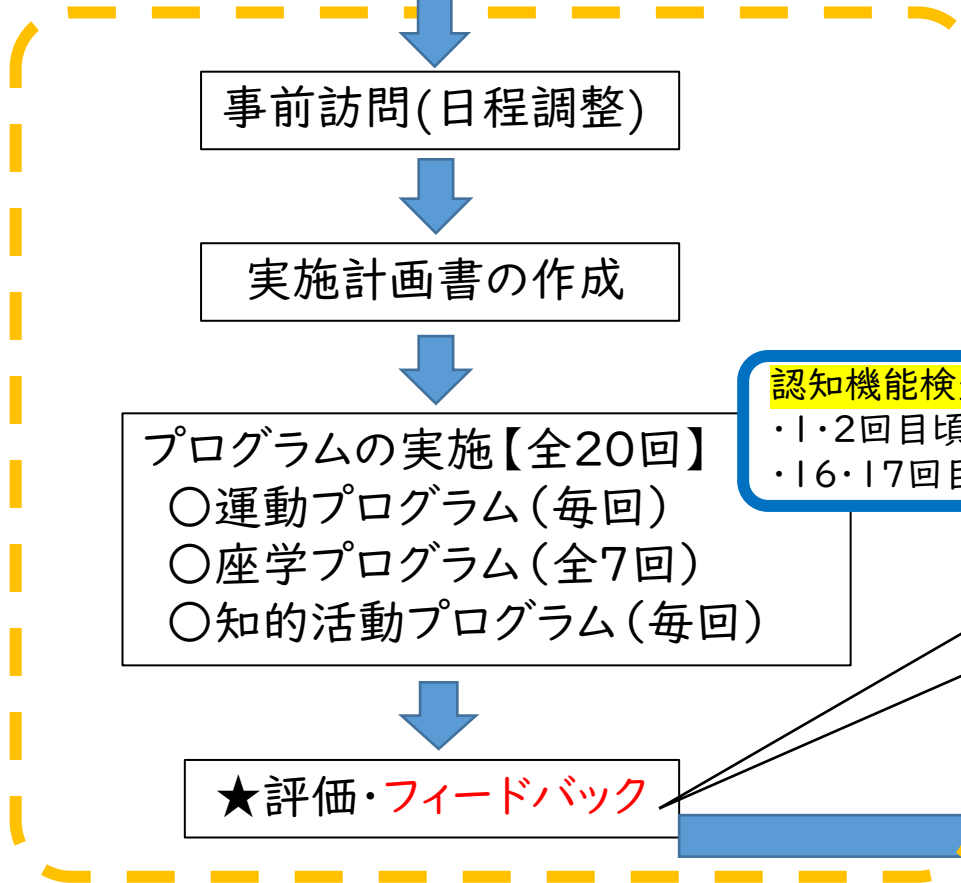 事前訪問(日程調整)
実施計画書の作成
認知機能検
・1・2回目頃
・16・17回目
プログラムの実施【全20回】
○運動プログラム(毎回)
○座学プログラム(全7回)
○知的活動プログラム(毎回)
★評価・フィードバック